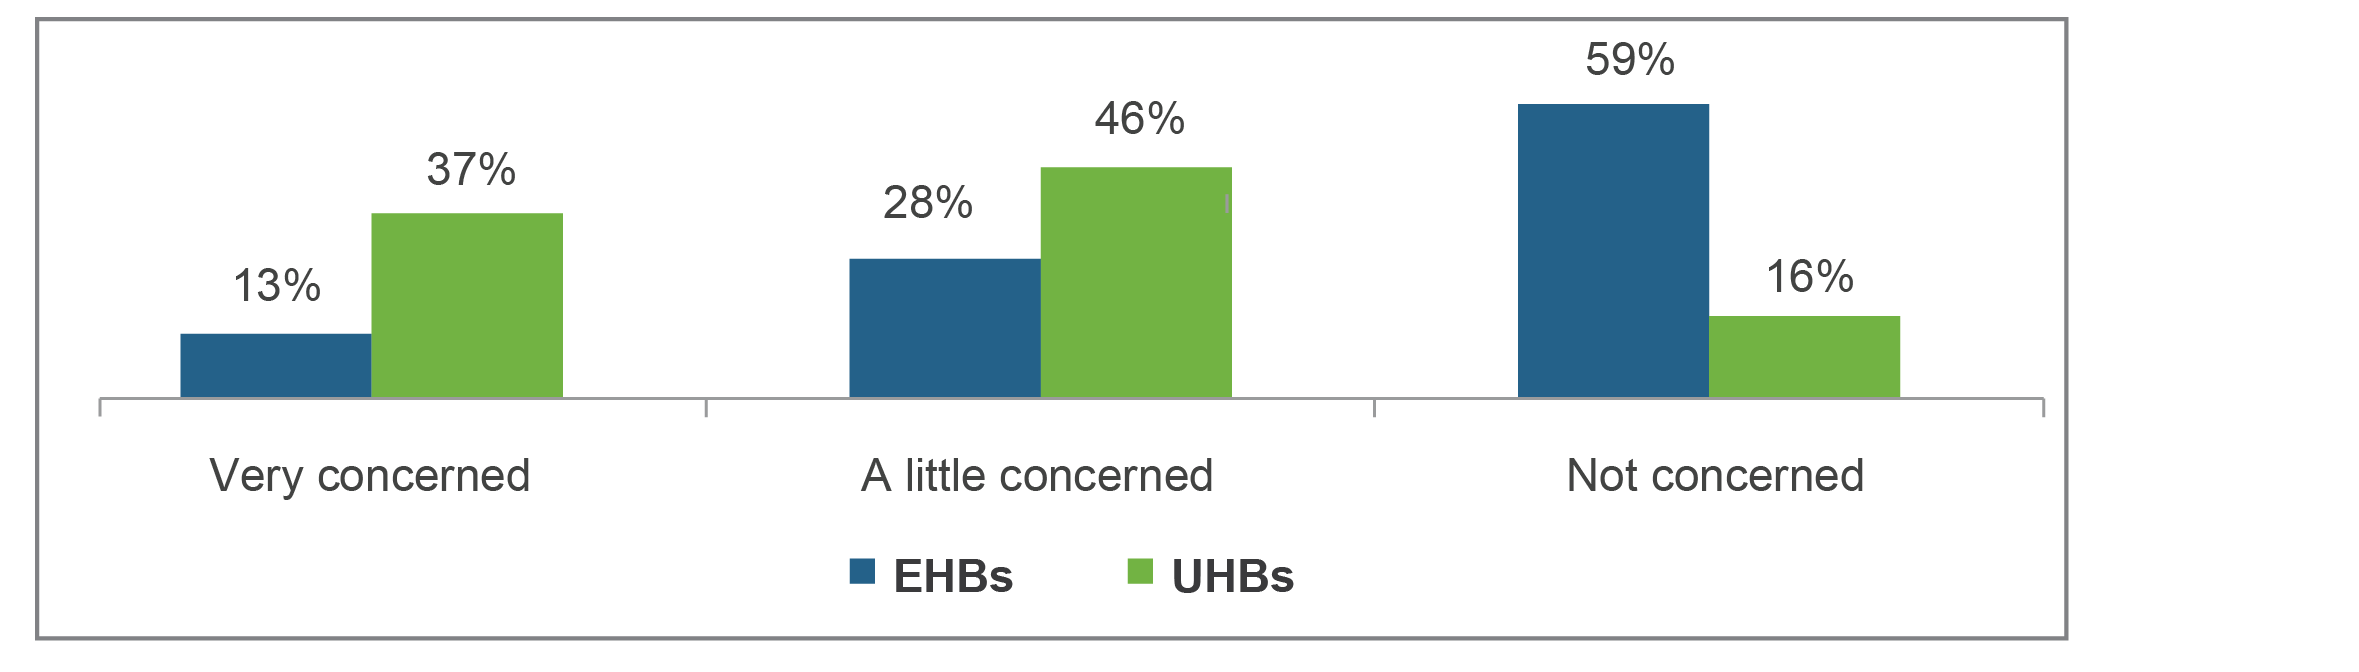 59%
46%
37%
28%
16%
13%
Very concerned
A little concerned
Not concerned
EHBs
UHBs